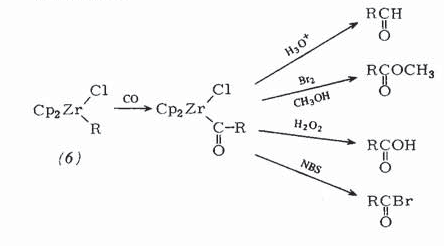 RCH
O
H3O+
Cl
Cp2Zr
R
(6)
CO
Cl
Cp2Zr
C-R
O
Br2
CH3OH
RCOCH3
O
H2O2
RCOH
O
NBS
RCBr
O